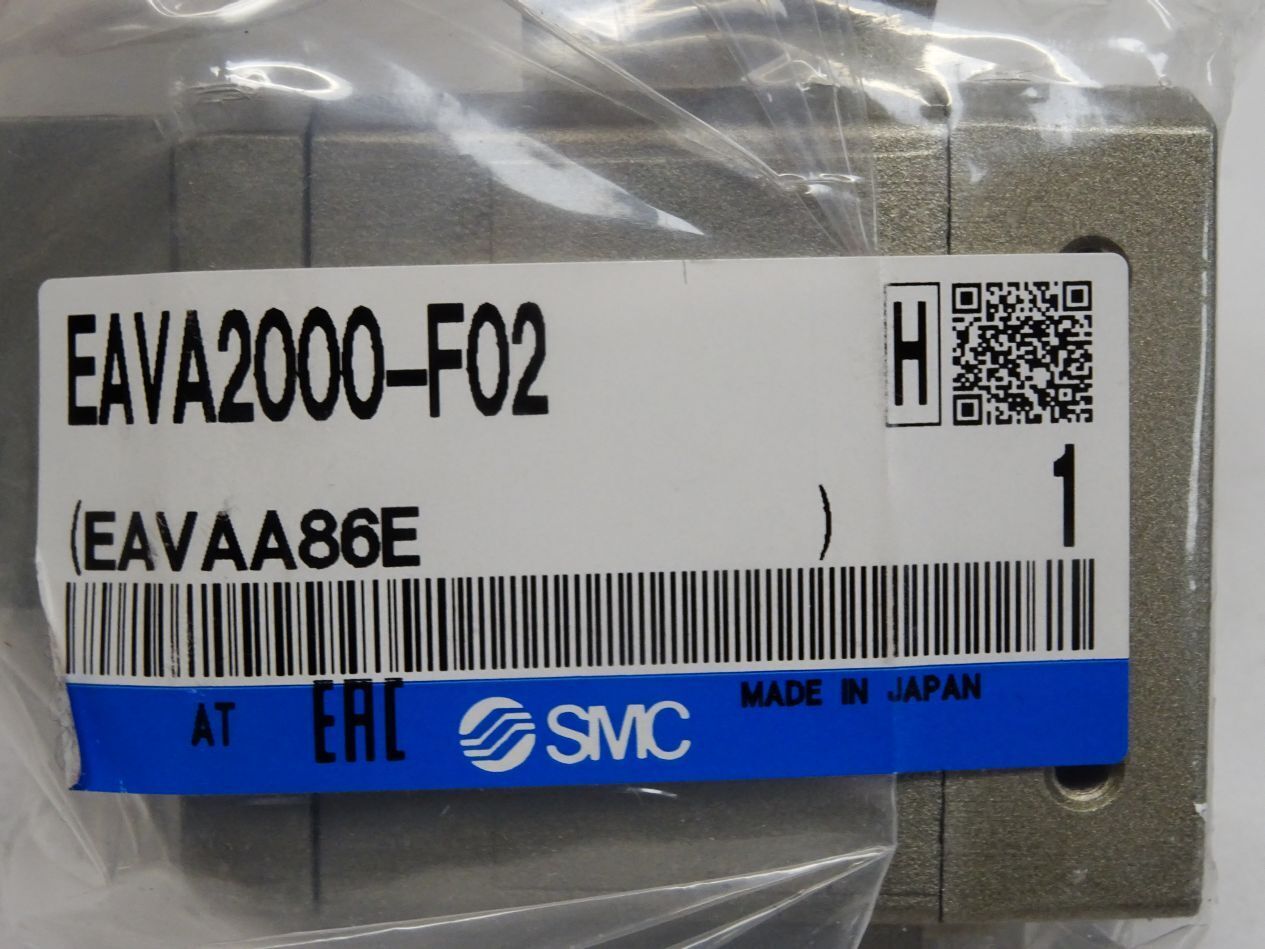 EAVA2000-F02 H
1
(EAVAA86E )
AT EAC SMC MADE IN JAPAN